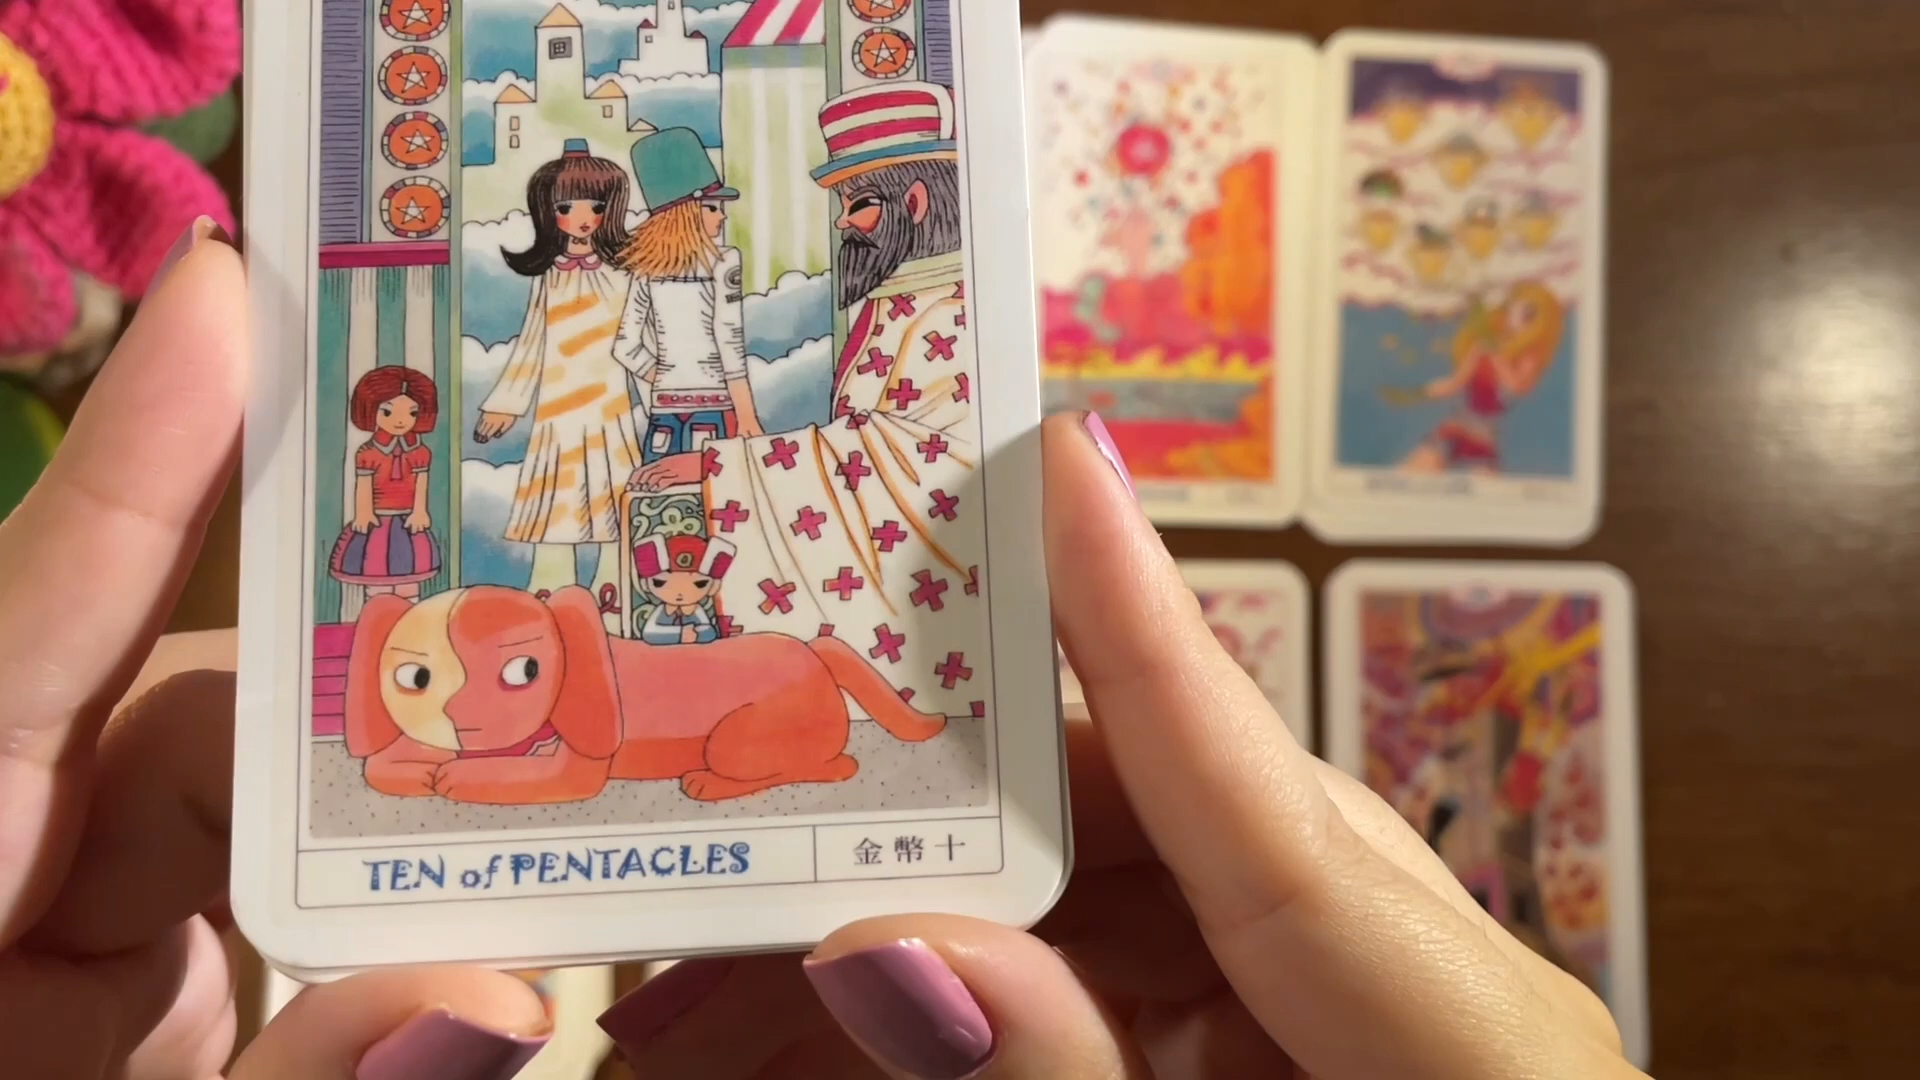 TEN of PENTACLES
金幣十